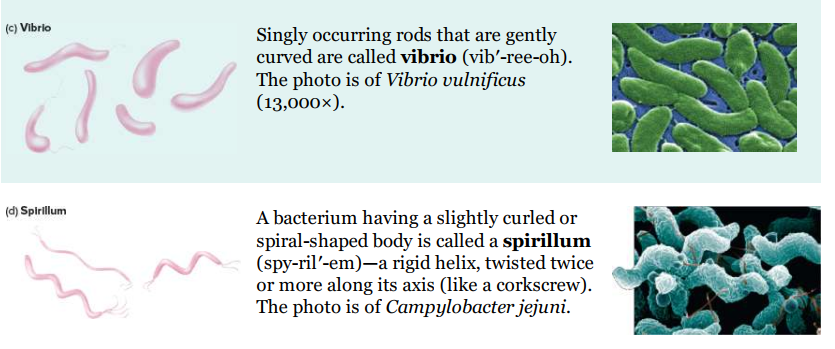 (c) Vibrio
Singly occurring rods that are gently
curved are called vibrio (vib′-ree-oh).
The photo is of Vibrio vulnificus
(13,000×).
(d) Spirillum
A bacterium having a slightly curled or
spiral-shaped body is called a spirillum
(spy-ril′-em)—a rigid helix, twisted twice
or more along its axis (like a corkscrew).
The photo is of Campylobacter jejuni.